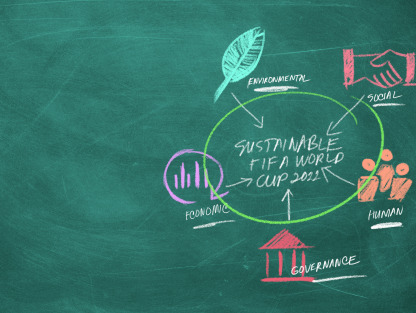 ENVIRONMENTAL
SOCIAL
SUSTAINABLE
FIFA WORLD
CUP 2022
ECONOMIC
HUMAN
GOVERNANCE